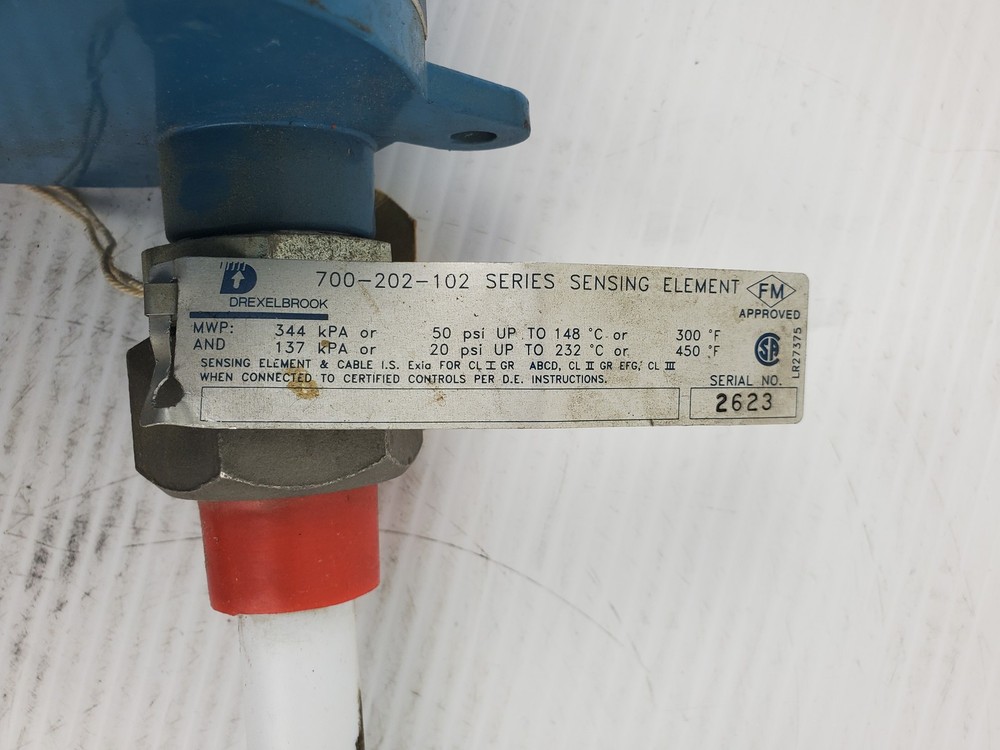 D
DREXELBROOK
700-202-102 SERIES SENSING ELEMENT
FM
APPROVED
MWP: 344 kPA or 50 psi UP TO 148 °C or 300 °F
AND 137 kPA or 20 psi UP TO 232 °C or 450 °F
SENSING ELEMENT & CABLE I.S. Exia FOR CL I GR ABCD, CL II GR EFG, CL III
WHEN CONNECTED TO CERTIFIED CONTROLS PER D.E. INSTRUCTIONS.
SA
LR27375
SERIAL NO.
2623